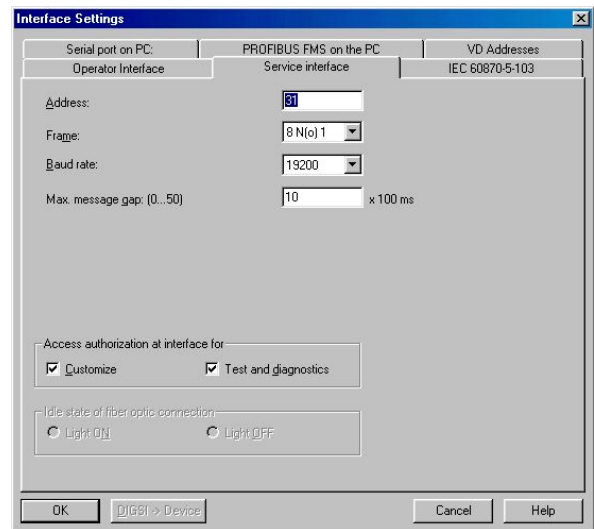 Interface Settings
Serial port on PC: PROFIBUS FMS on the PC VD Addresses
Operator Interface Service interface IEC 60870-5-103
Address: 31
Frame: 8 N(o) 1
Baud rate: 19200
Max. message gap: (0...50) 10 x 100 ms
Access authorization at interface for
Customize Test and diagnostics
Idle state of fiber optic connection
Light ON Light OFF
OK DIGSI -> Device Cancel Help